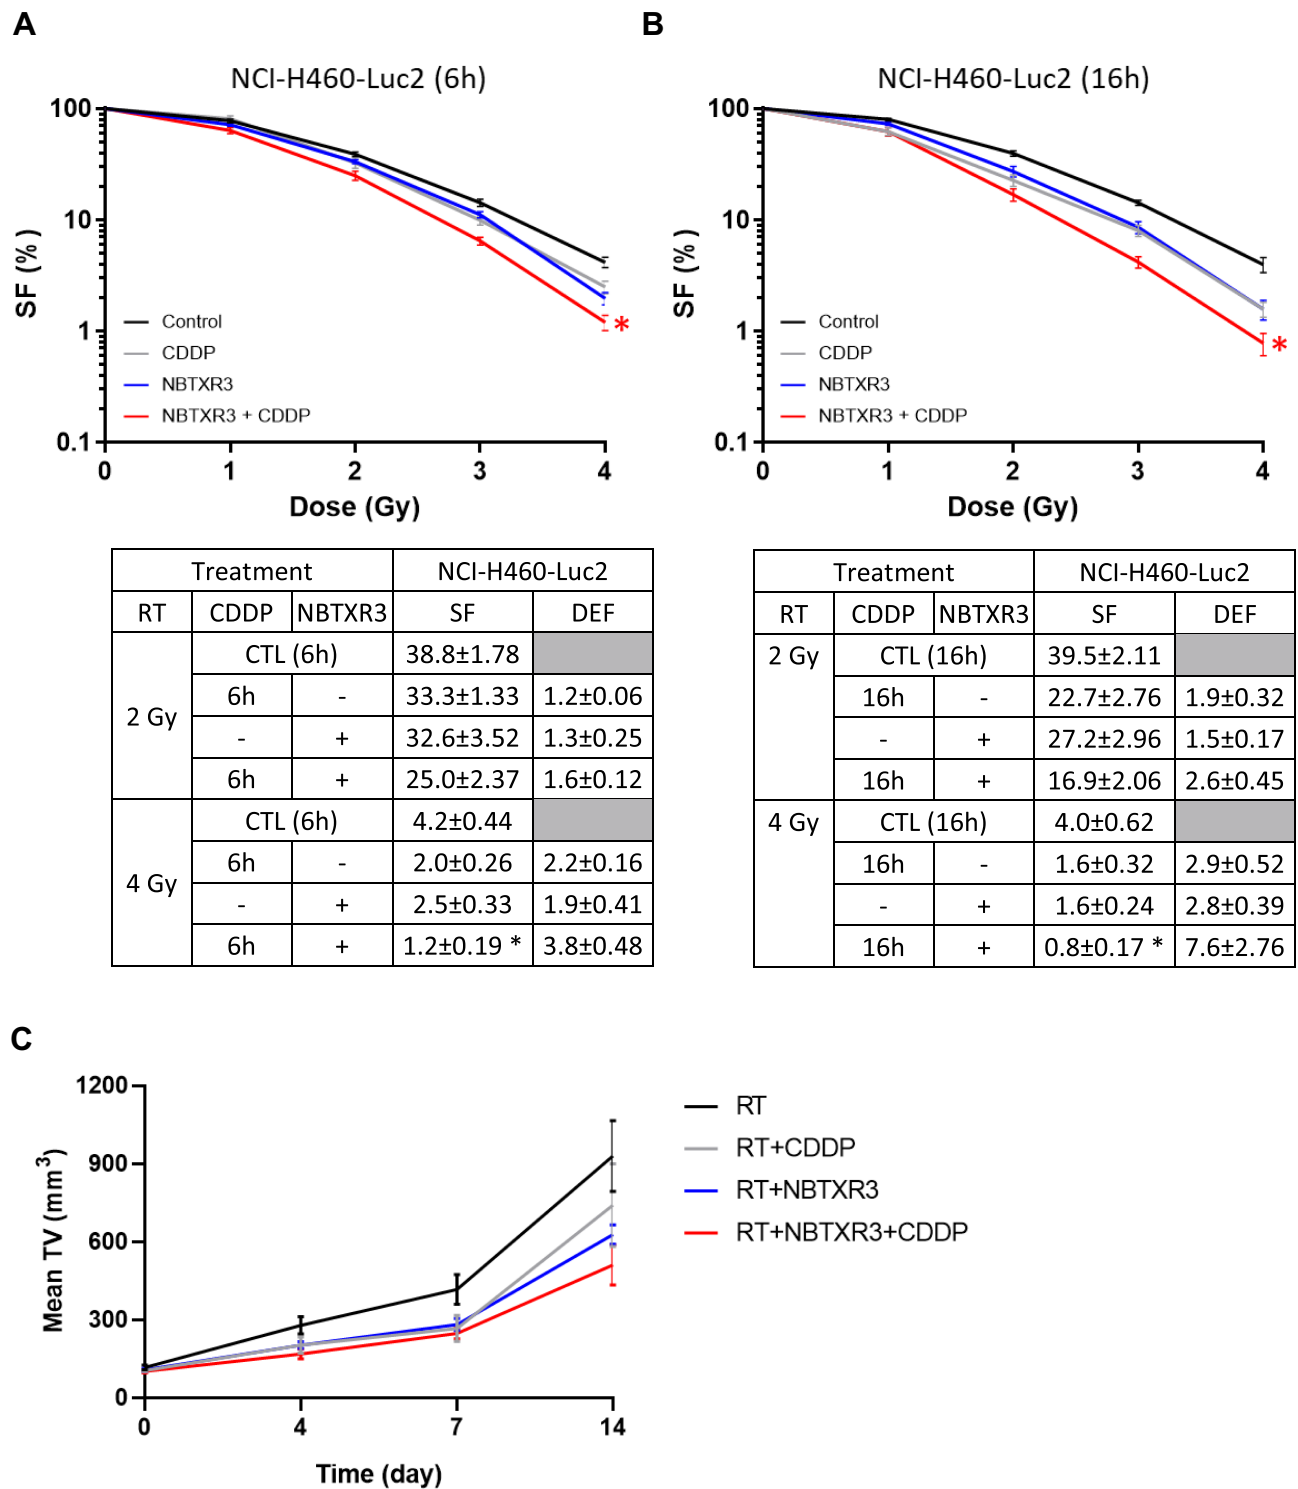 A
B
NCI-H460-Luc2 (6h)
NCI-H460-Luc2 (16h)
100
10
1
0.1
SF (% )
Control
CDDP
NBTXR3
NBTXR3 + CDDP
*
0 1 2 3 4
Dose (Gy)
100
10
1
0.1
SF (% )
Control
CDDP
NBTXR3
NBTXR3 + CDDP
*
0 1 2 3 4
Dose (Gy)
Treatment NCI-H460-Luc2
RT CDDP NBTXR3 SF DEF
2 Gy
CTL (6h) 38.8±1.78
6h - 33.3±1.33 1.2±0.06
- + 32.6±3.52 1.3±0.25
6h + 25.0±2.37 1.6±0.12
4 Gy
CTL (6h) 4.2±0.44
6h - 2.0±0.26 2.2±0.16
- + 2.5±0.33 1.9±0.41
6h + 1.2±0.19 * 3.8±0.48
Treatment NCI-H460-Luc2
RT CDDP NBTXR3 SF DEF
2 Gy CTL (16h) 39.5±2.11
16h - 22.7±2.76 1.9±0.32
- + 27.2±2.96 1.5±0.17
16h + 16.9±2.06 2.6±0.45
4 Gy CTL (16h) 4.0±0.62
16h - 1.6±0.32 2.9±0.52
- + 1.6±0.24 2.8±0.39
16h + 0.8±0.17 * 7.6±2.76
C
1200
900
600
300
0
Mean TV (mm³)
0 4 7 14
Time (day)
RT
RT+CDDP
RT+NBTXR3
RT+NBTXR3+CDDP